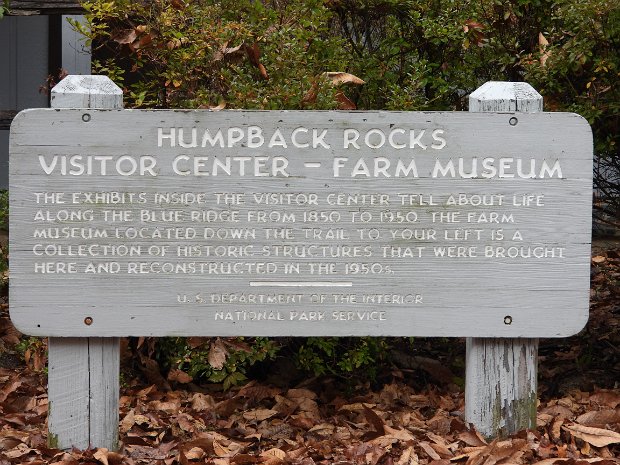 HUMPBACK ROCKS
VISITOR CENTER – FARM MUSEUM
THE EXHIBITS INSIDE THE VISITOR CENTER TELL ABOUT LIFE
ALONG THE BLUE RIDGE FROM 1850 TO 1950. THE FARM
MUSEUM LOCATED DOWN THE TRAIL TO YOUR LEFT IS A
COLLECTION OF HISTORIC STRUCTURES THAT WERE BROUGHT
HERE AND RECONSTRUCTED IN THE 1950s.
U. S. DEPARTMENT OF THE INTERIOR
NATIONAL PARK SERVICE